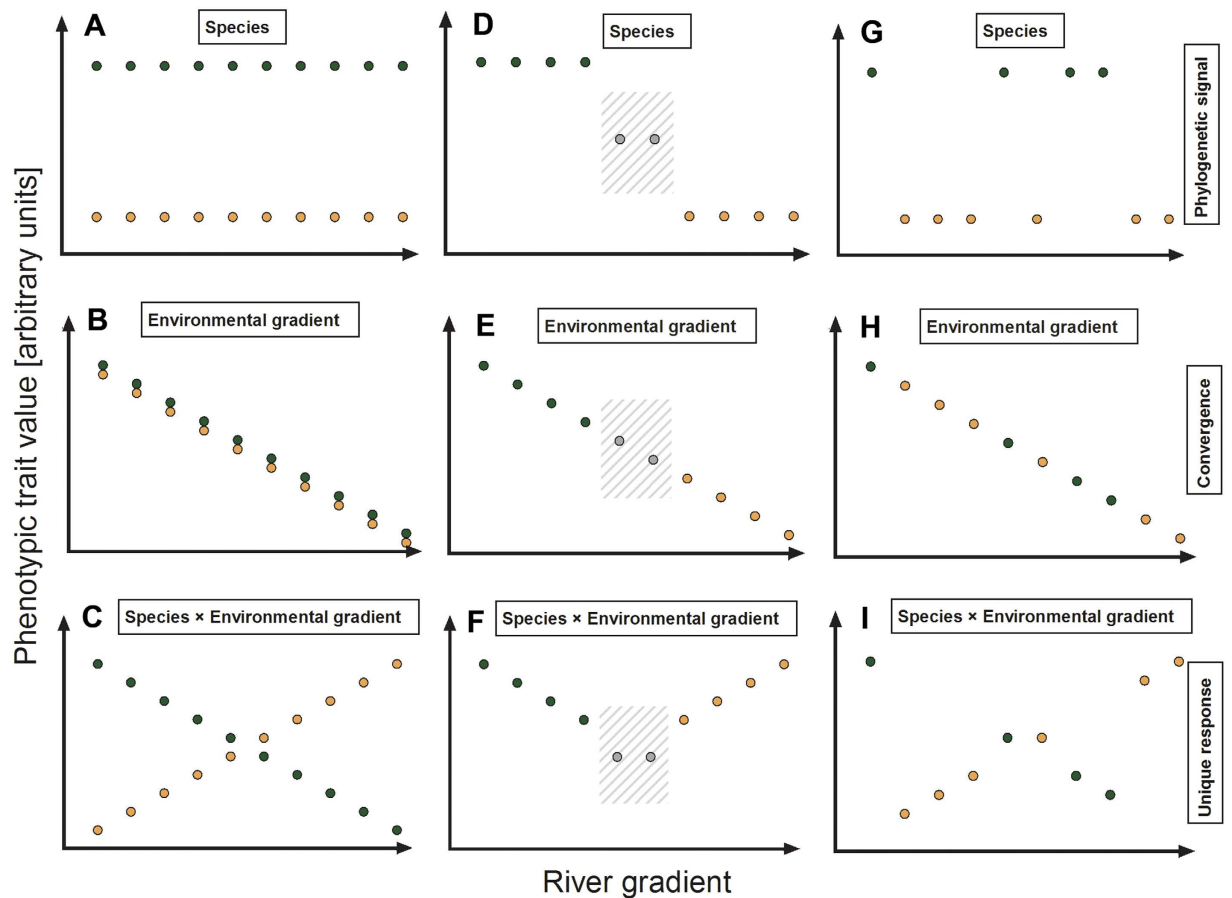 A
Species
D
Species
G
Species
Phylogenetic signal
B
Environmental gradient
E
Environmental gradient
H
Environmental gradient
Convergence
C
Species × Environmental gradient
F
Species × Environmental gradient
I
Species × Environmental gradient
Unique response
Phenotypic trait value [arbitrary units]
River gradient